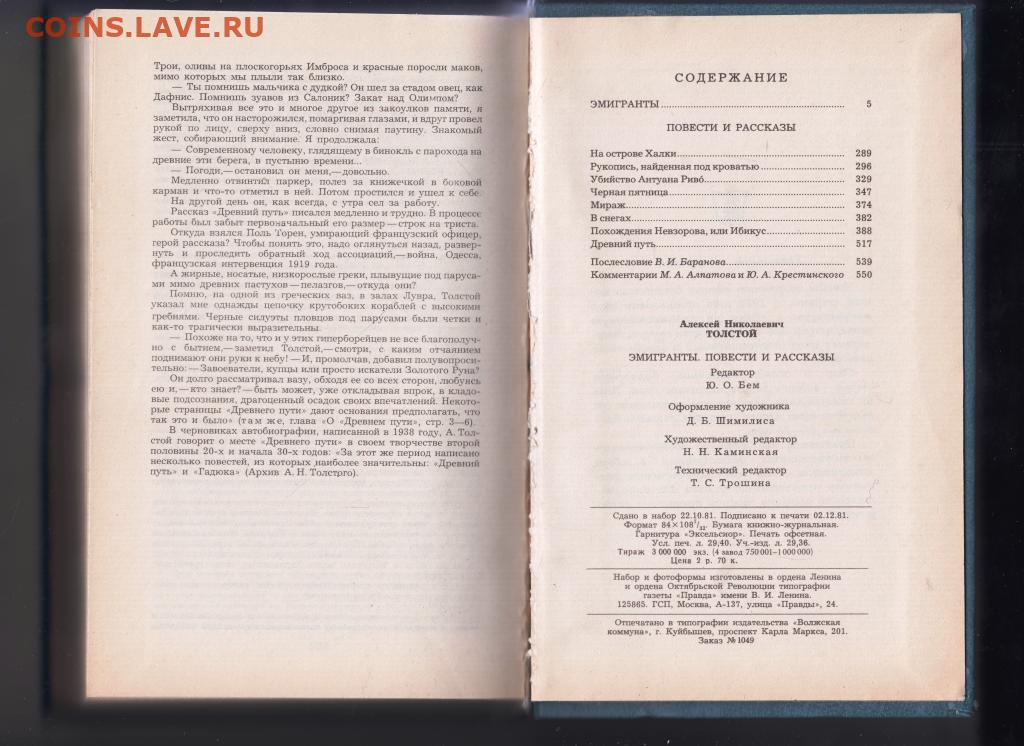 COINS.LAVE.RU
Трои, оливы на плоскогорьях Имброса и красные поросли маков,
мимо которых мы плыли так близко.
— Ты помнишь мальчика с дудкой? Он шел за стадом овец, как
Дафнис. Помнишь зуавов из Салоник? Закат над Олимпом?
Вытряхивая все это и многое другое из закоулков памяти, я
заметила, что он насторожился, помаргивая глазами, и вдруг провел
рукой по лицу, сверху вниз, словно снимая паутину. Знакомый
жест, собирающий внимание. Я продолжала:
— Современному человеку, глядящему в бинокль с парохода на
древние эти берега, в пустыню времени...
— Погоди,— остановил он меня,— довольно.
Медленно отвинтил паркер, полез за книжечкой в боковой
карман и что-то отметил в ней. Потом простился и ушел к себе.
На другой день он, как всегда, с утра сел за работу.
Рассказ «Древний путь» писался медленно и трудно. В процессе
работы был забыт первоначальный его размер — строк на триста.
Откуда взялся Поль Торен, умирающий французский офицер,
герой рассказа? Чтобы понять это, надо оглянуться назад, развер-
нуть и проследить обратный ход ассоциаций,— война, Одесса,
французская интервенция 1919 года.
А жирные, носатые, низкорослые греки, плывущие под паруса-
ми мимо древних пастухов — пелазгов,— откуда они?
Помню, на одной из греческих ваз, в залах Лувра, Толстой
указал мне однажды цепочку крутобоких кораблей с высокими
гребнями. Черные силуэты пловцов под парусами были четки и
как-то трагически выразительны.
— Похоже на то, что и у этих гиперборейцев не все благополуч-
но с бытием,— заметил Толстой,— смотри, с каким отчаянием
поднимают они руки к небу! — И, промолчав, добавил полувопроси-
тельно: — Завоеватели, купцы или просто искатели Золотого Руна?
Он долго рассматривал вазу, обходя ее со всех сторон, любуясь
ею и,— кто знает? — быть может, уже откладывая впрок, в кладо-
вые подсознания, драгоценный осадок своих впечатлений. Некото-
рые страницы «Древнего пути» дают основания предполагать, что
так это и было» (там же, глава «О «Древнем пути», стр. 3—6).
В черновиках автобиографии, написанной в 1938 году, А. Тол-
стой говорит о месте «Древнего пути» в своем творчестве второй
половины 20-х и начала 30-х годов: «За этот же период написано
несколько повестей, из которых наиболее значительны: «Древний
путь» и «Гадюка» (Архив А. Н. Толстого).
СОДЕРЖАНИЕ
ЭМИГРАНТЫ ..... 5
ПОВЕСТИ И РАССКАЗЫ
На острове Халки ..... 289
Рукопись, найденная под кроватью ..... 296
Убийство Антуана Риво́ ..... 329
Черная пятница ..... 347
Мираж ..... 374
В снегах ..... 382
Похождения Невзорова, или Ибикус ..... 388
Древний путь ..... 517
Послесловие В. И. Баранова ..... 539
Комментарии М. А. Алпатова и Ю. А. Крестинского 550
Алексей Николаевич
ТОЛСТОЙ
ЭМИГРАНТЫ. ПОВЕСТИ И РАССКАЗЫ
Редактор
Ю. О. Бем
Оформление художника
Д. Б. Шимилиса
Художественный редактор
Н. Н. Каминская
Технический редактор
Т. С. Трошина
Сдано в набор 22.10.81. Подписано к печати 02.12.81.
Формат 84×108 1/32. Бумага книжно-журнальная.
Гарнитура «Эксельсиор». Печать офсетная.
Усл. печ. л. 29,40. Уч.-изд. л. 29,36.
Тираж 3 000 000 экз. (4 завод 750 001—1 000 000)
Цена 2 р. 70 к.
Набор и фотоформы изготовлены в ордена Ленина
и ордена Октябрьской Революции типографии
газеты «Правда» имени В. И. Ленина.
125865. ГСП, Москва, А-137, улица «Правды», 24.
Отпечатано в типографии издательства «Волжская
коммуна», г. Куйбышев, проспект Карла Маркса, 201.
Заказ № 1049